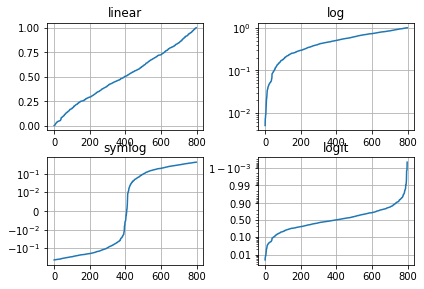 linear
1.00
0.75
0.50
0.25
0.00
0 200 400 600 800
log
10^0
10^-1
10^-2
0 200 400 600 800
symlog
10^-1
10^-2
0
-10^-2
-10^-1
0 200 400 600 800
logit
1-10^-3
0.99
0.90
0.50
0.10
0.01
0 200 400 600 800